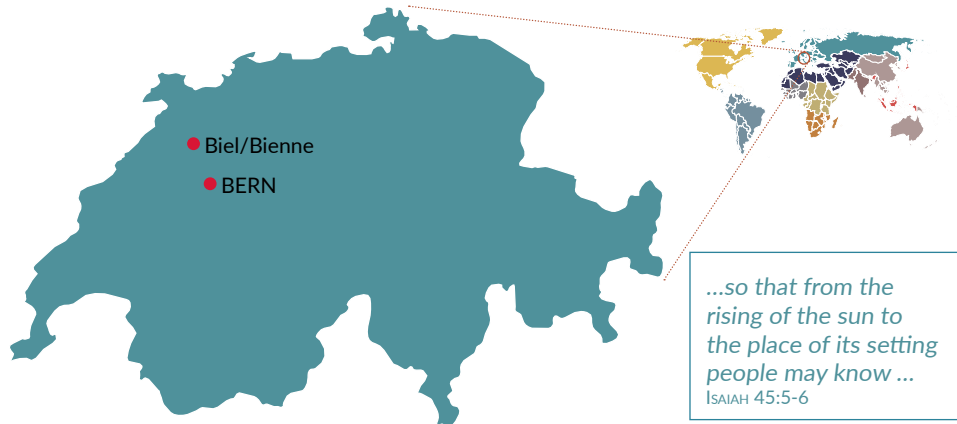 Biel/Bienne
BERN
...so that from the
rising of the sun to
the place of its setting
people may know ...
Isaiah 45:5-6